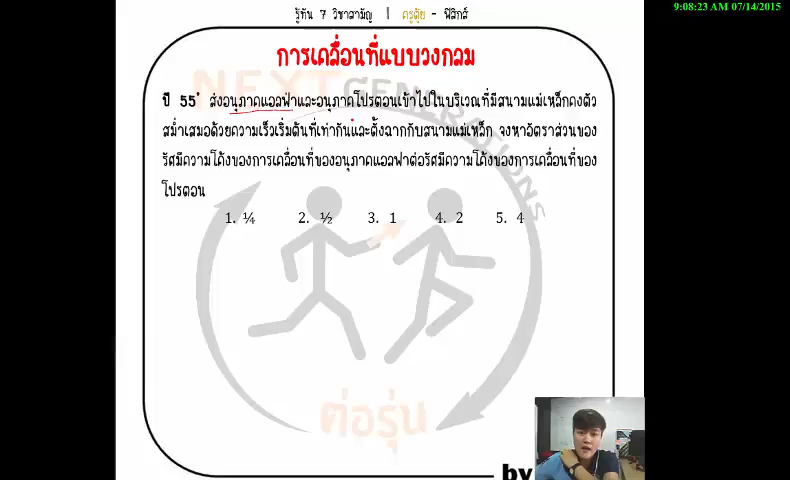 รู้ทัน 7 วิชาสามัญ | ครูตุ้ย - ฟิสิกส์
9:08:23 AM 07/14/2015
การเคลื่อนที่แบบวงกลม
NEXT GENERATIONS
ปี 55' ส่งอนุภาคแอลฟาและอนุภาคโปรตอนเข้าไปในบริเวณที่มีสนามแม่เหล็กคงตัว
สม่ำเสมอด้วยความเร็วเริ่มต้นที่เท่ากันและตั้งฉากกับสนามแม่เหล็ก จงหาอัตราส่วนของ
รัศมีความโค้งของการเคลื่อนที่ของอนุภาคแอลฟาต่อรัศมีความโค้งของการเคลื่อนที่ของ
โปรตอน
1. ¼ 2. ½ 3. 1 4. 2 5. 4
ต่อรุ่น
by